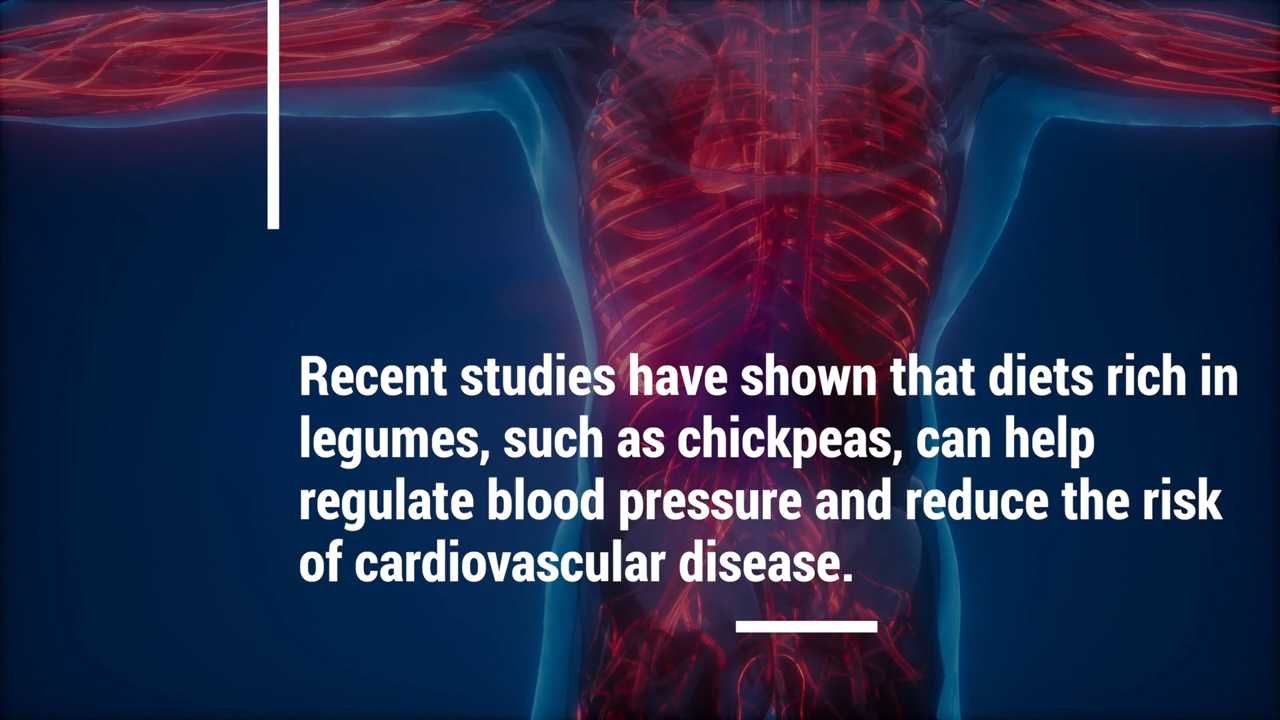 Recent studies have shown that diets rich in
legumes, such as chickpeas, can help
regulate blood pressure and reduce the risk
of cardiovascular disease.